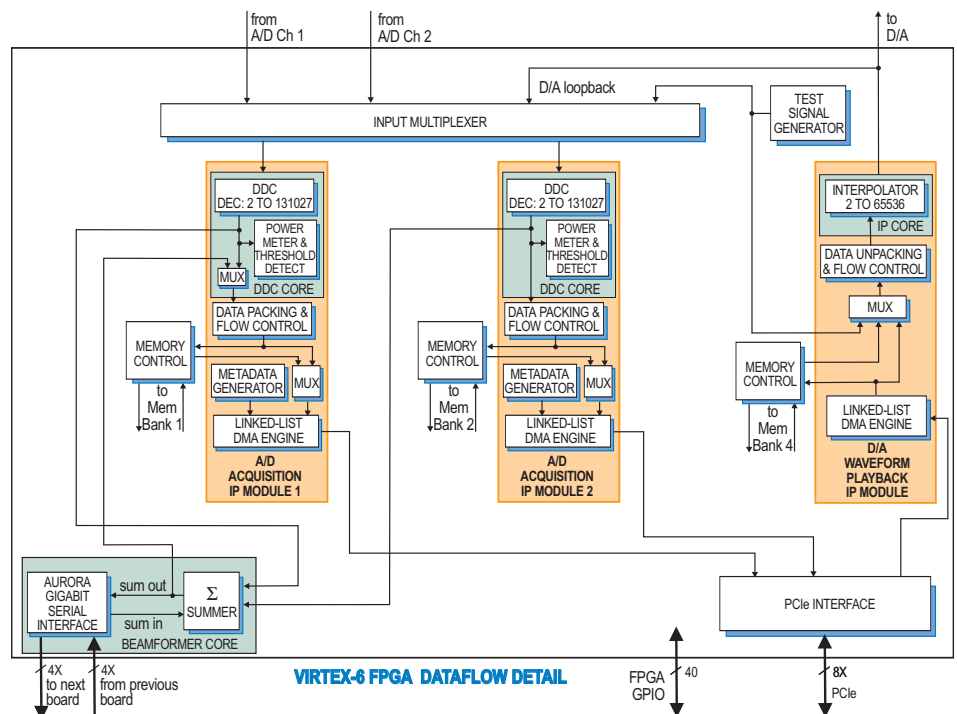 from
A/D Ch 1
from
A/D Ch 2
to
D/A
D/A loopback
INPUT MULTIPLEXER
TEST
SIGNAL
GENERATOR
DDC
DEC: 2 TO 131027
POWER
METER &
THRESHOLD
DETECT
MUX
DDC CORE
DATA PACKING &
FLOW CONTROL
MEMORY
CONTROL
METADATA
GENERATOR
MUX
to
Mem
Bank 1
LINKED-LIST
DMA ENGINE
A/D
ACQUISITION
IP MODULE 1
DDC
DEC: 2 TO 131027
POWER
METER &
THRESHOLD
DETECT
DDC CORE
DATA PACKING &
FLOW CONTROL
MEMORY
CONTROL
METADATA
GENERATOR
MUX
to
Mem
Bank 2
LINKED-LIST
DMA ENGINE
A/D
ACQUISITION
IP MODULE 2
INTERPOLATOR
2 TO 65536
IP CORE
DATA UNPACKING
& FLOW CONTROL
MUX
MEMORY
CONTROL
to
Mem
Bank 4
LINKED-LIST
DMA ENGINE
D/A
WAVEFORM
PLAYBACK
IP MODULE
AURORA
GIGABIT
SERIAL
INTERFACE
sum out
sum in
Σ
SUMMER
BEAMFORMER CORE
PCIe INTERFACE
4X
to next
board
4X
from previous
board
VIRTEX-6 FPGA DATAFLOW DETAIL
FPGA
GPIO
40
8X
PCIe